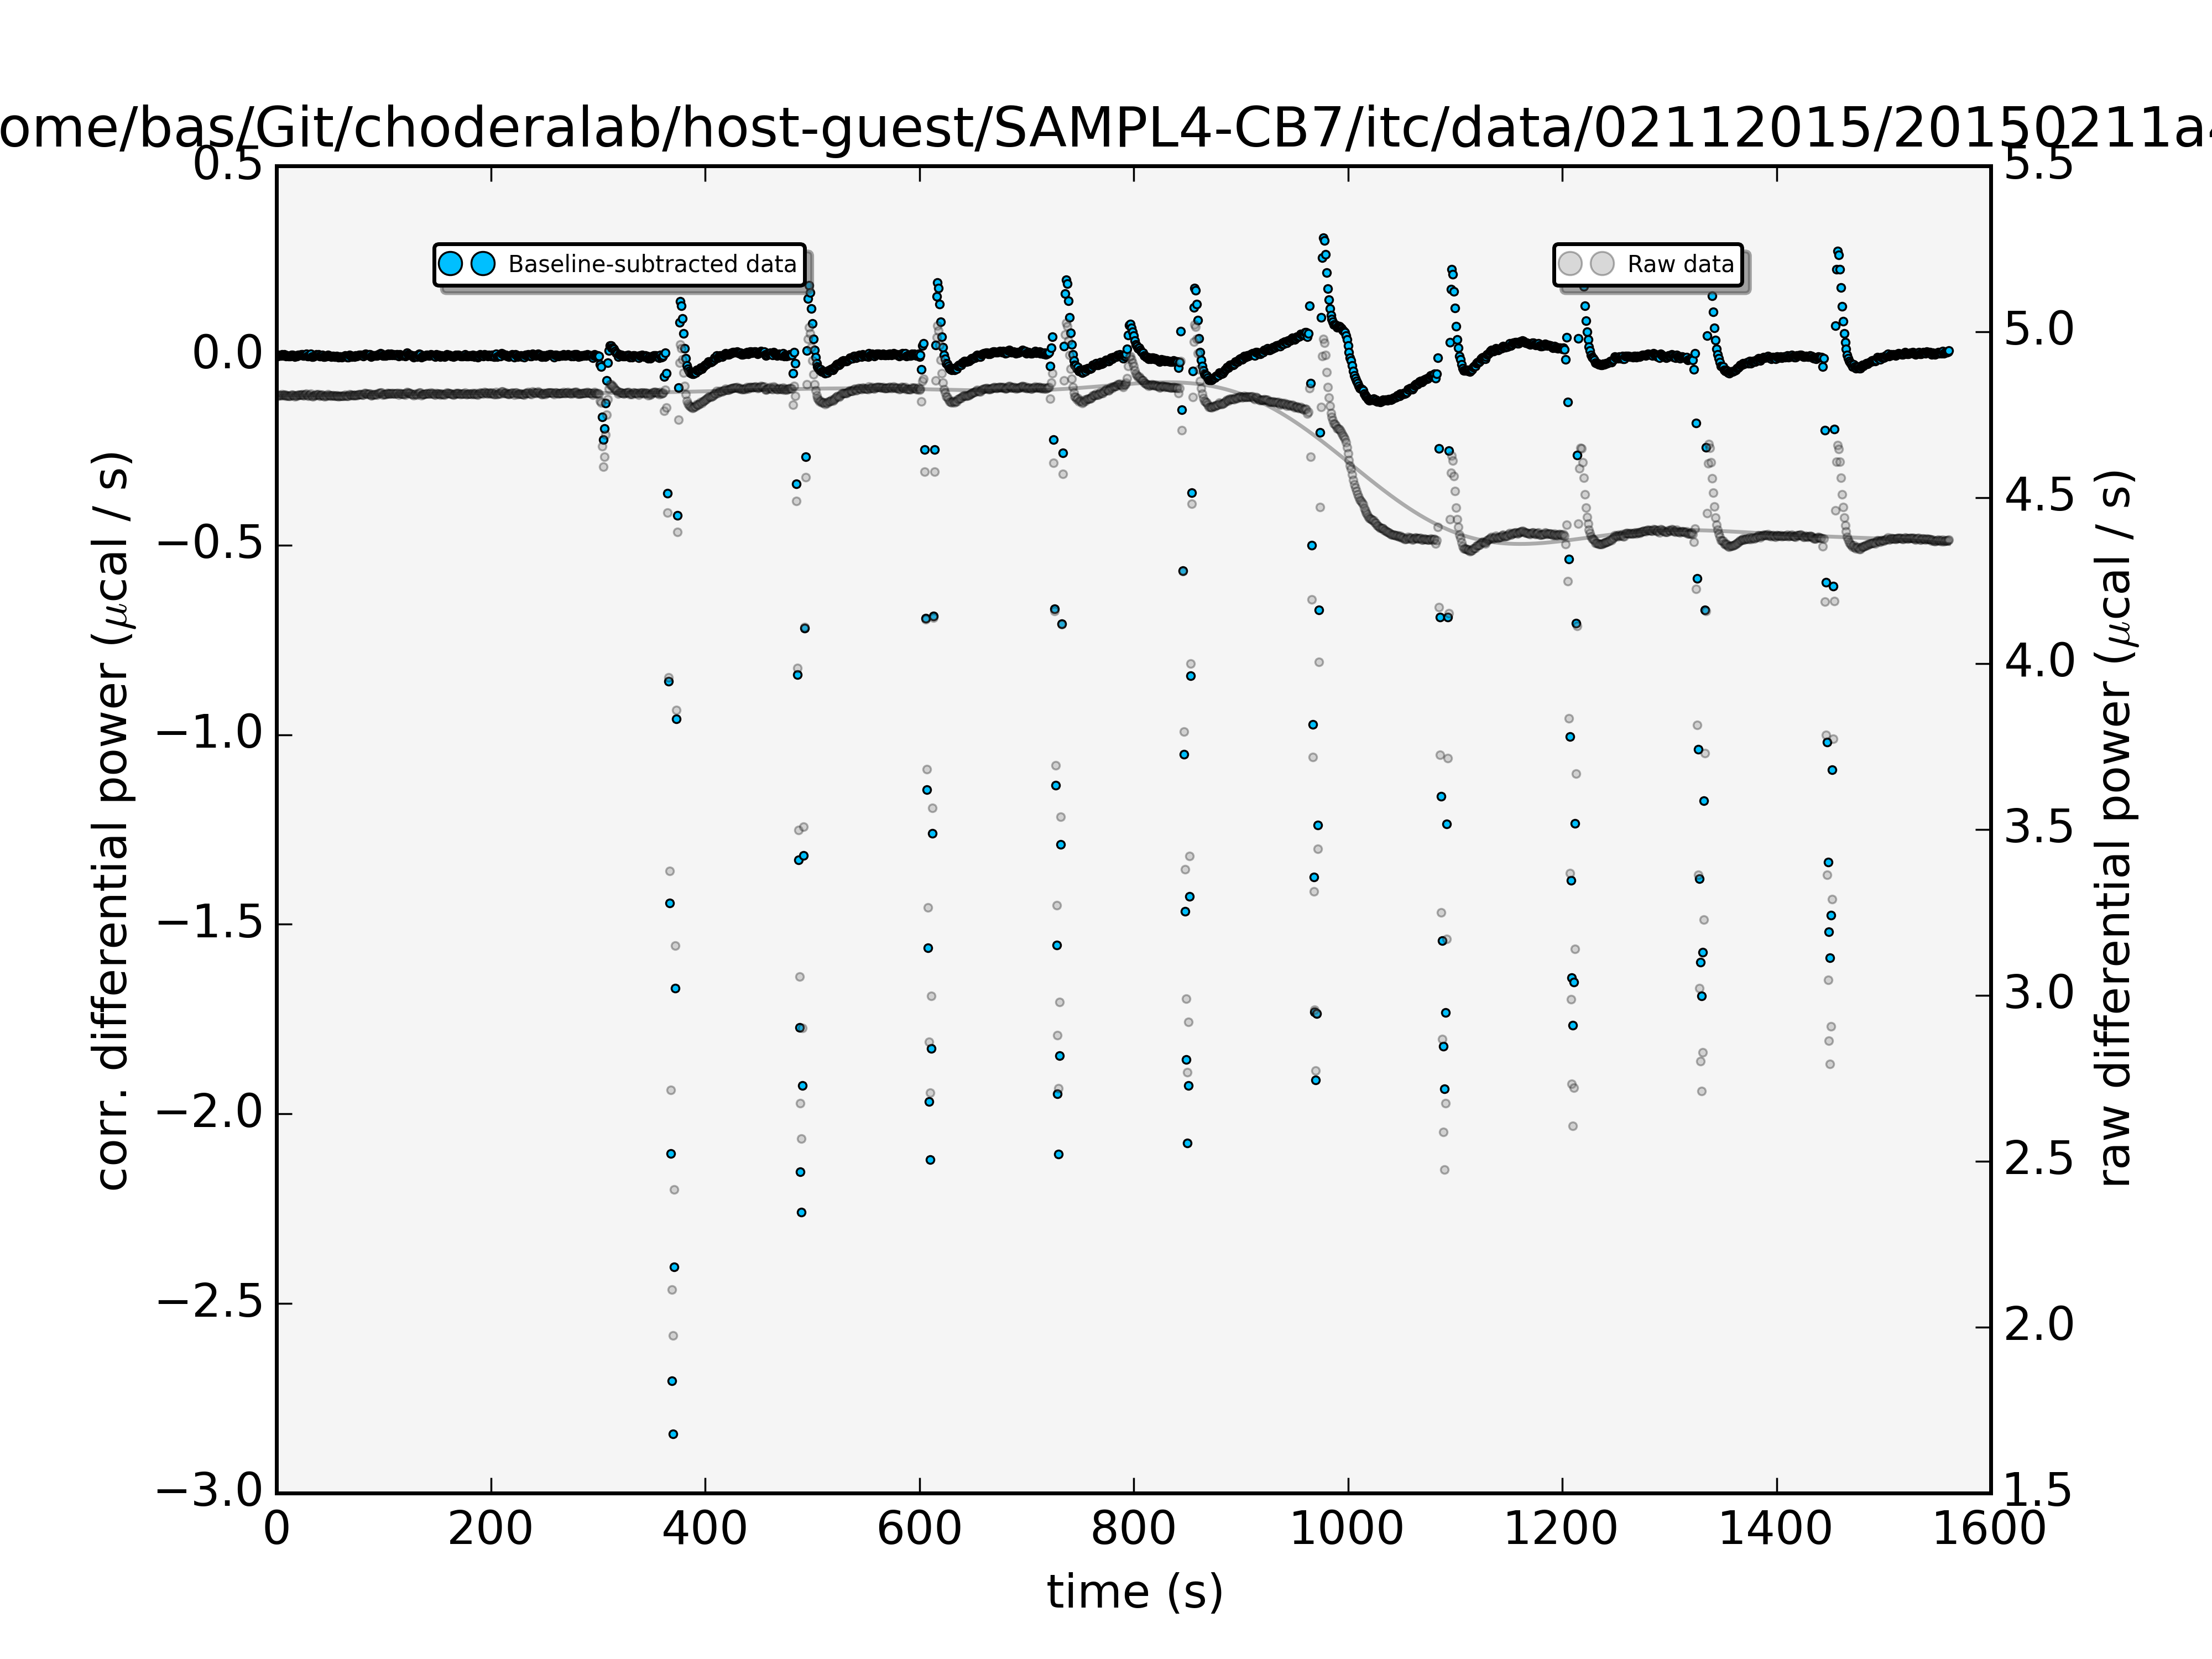 ome/bas/Git/choderalab/host-guest/SAMPL4-CB7/itc/data/02112015/20150211a
Baseline-subtracted data
Raw data
0.5
0.0
−0.5
−1.0
−1.5
−2.0
−2.5
−3.0
corr. differential power (μcal / s)
5.5
5.0
4.5
4.0
3.5
3.0
2.5
2.0
1.5
raw differential power (μcal / s)
0 200 400 600 800 1000 1200 1400 1600
time (s)